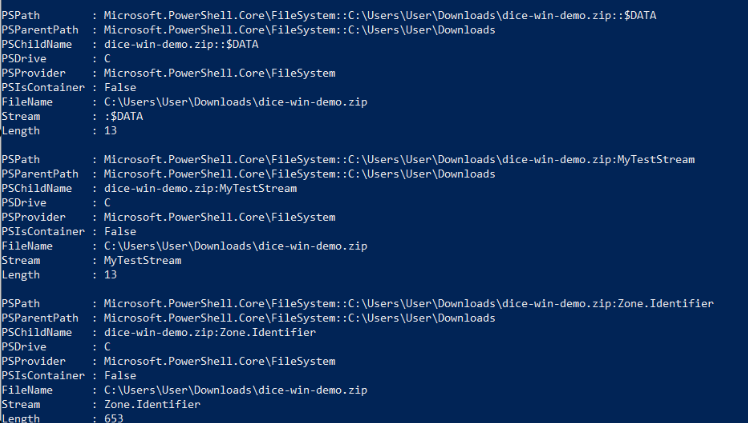 PSPath        : Microsoft.PowerShell.Core\FileSystem::C:\Users\User\Downloads\dice-win-demo.zip::$DATA
PSParentPath  : Microsoft.PowerShell.Core\FileSystem::C:\Users\User\Downloads
PSChildName   : dice-win-demo.zip::$DATA
PSDrive       : C
PSProvider    : Microsoft.PowerShell.Core\FileSystem
PSIsContainer : False
FileName      : C:\Users\User\Downloads\dice-win-demo.zip
Stream        : :$DATA
Length        : 13

PSPath        : Microsoft.PowerShell.Core\FileSystem::C:\Users\User\Downloads\dice-win-demo.zip:MyTestStream
PSParentPath  : Microsoft.PowerShell.Core\FileSystem::C:\Users\User\Downloads
PSChildName   : dice-win-demo.zip:MyTestStream
PSDrive       : C
PSProvider    : Microsoft.PowerShell.Core\FileSystem
PSIsContainer : False
FileName      : C:\Users\User\Downloads\dice-win-demo.zip
Stream        : MyTestStream
Length        : 13

PSPath        : Microsoft.PowerShell.Core\FileSystem::C:\Users\User\Downloads\dice-win-demo.zip:Zone.Identifier
PSParentPath  : Microsoft.PowerShell.Core\FileSystem::C:\Users\User\Downloads
PSChildName   : dice-win-demo.zip:Zone.Identifier
PSDrive       : C
PSProvider    : Microsoft.PowerShell.Core\FileSystem
PSIsContainer : False
FileName      : C:\Users\User\Downloads\dice-win-demo.zip
Stream        : Zone.Identifier
Length        : 653